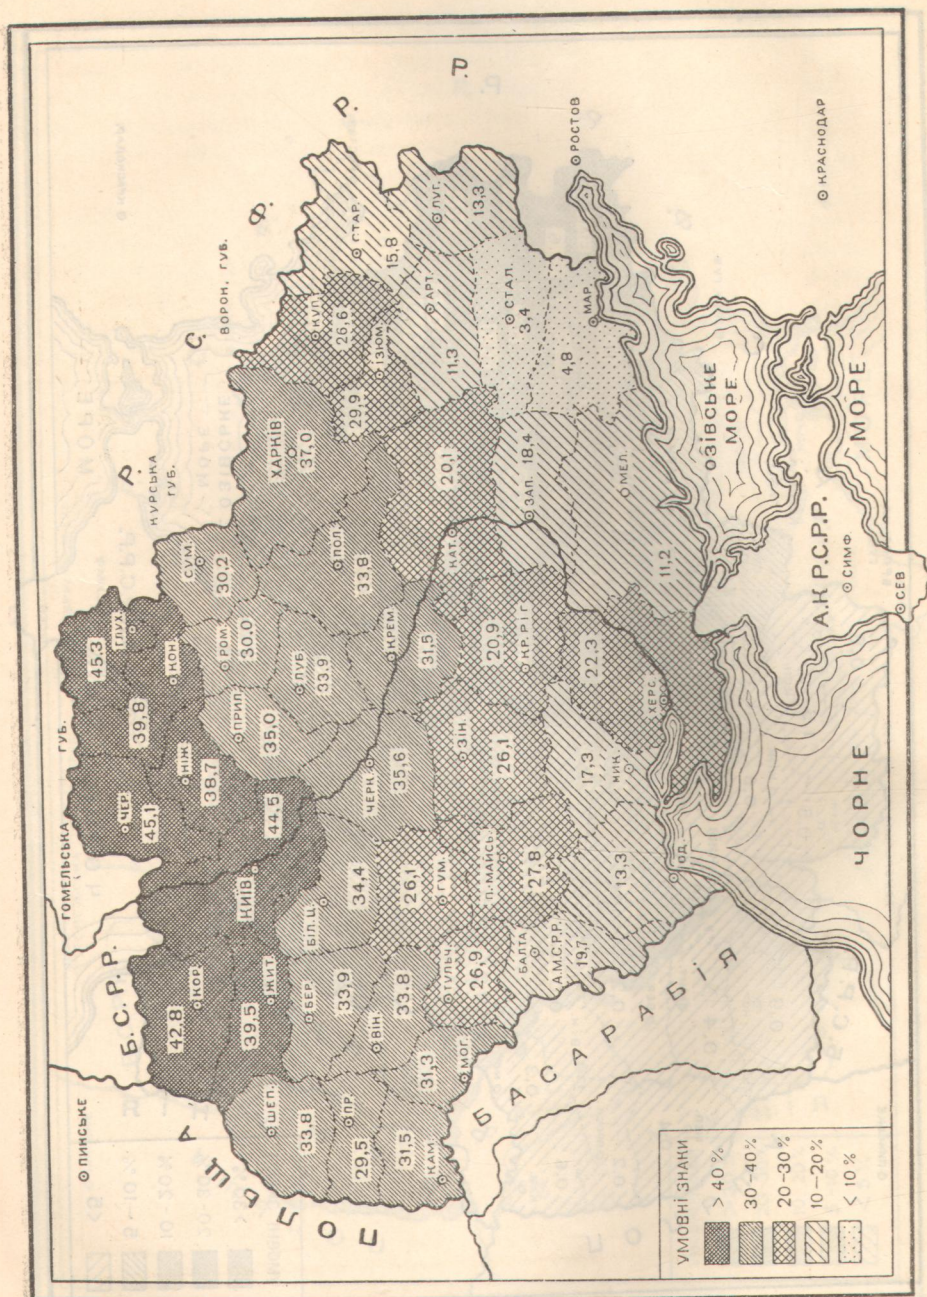 ПИНСЬКЕ
Б. С. Р. Р.
ГОМЕЛЬСЬКА
ГУБ.
КУРСЬКА
ГУБ.
ВОРОН. ГУБ.
Р. С. Ф. Р. Р.
ПОЛЬЩА
42,8
КОР.
39,5
ЖИТ.
КИЇВ
44,5
ЧЕР.
45,1
39,8
НІЖ
38,7
45,3
ГЛУХ.
КОН.
СУМ.
30,2
РОМ.
30,0
ПРИЛ
35,0
ЛУБ.
33,9
ПОЛ.
33,8
ХАРКІВ
37,0
КУП.
26,6
ІЗЮМ
29,9
СТАР.
15,8
ЛУГ.
13,3
АРТ.
11,3
СТАЛ.
3,4
МАР.
4,8
РОСТОВ
КРАСНОДАР
ШЕП.
33,8
ПР.
29,5
31,5
КАМ.
БЕР.
33,9
ВІН.
33.8
МОГ.
31,3
БІЛ.Ц.
34,4
ЧЕРК.
35,6
КРЕМ
31,5
ГУМ.
26,1
ТУЛЬЧ
26,9
П.-МАЙСЬ.
27,8
ЗІН.
26,1
КР. РІГ
20,9
КАТ.
20,1
ЗАП.
18,4
МЕЛ.
11,2
ХЕРС.
22,3
МИК.
17,3
ОД.
13,3
БАЛТА
А.М.С.Р.Р.
19,7
БАСАРАБІЯ
ОЗІВСЬКЕ
МОРЕ
А.К Р.С.Р.Р.
СИМФ
СЕВ
ЧОРНЕ МОРЕ
УМОВНІ ЗНАКИ
> 40 %
30-40%
20-30%
10-20%
< 10 %